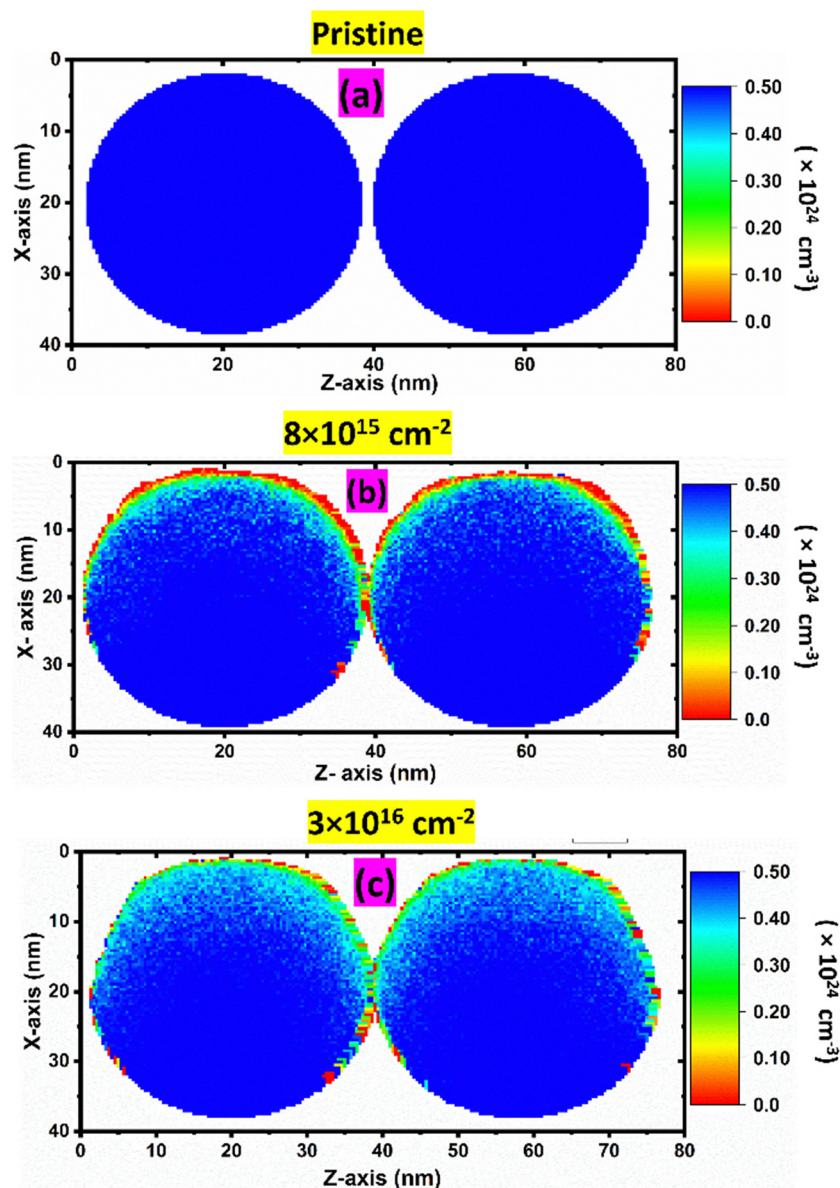 Pristine
(a)
0
10
20
30
40
X-axis (nm)
0 20 40 60 80
Z-axis (nm)
0.50
0.40
0.30
0.20
0.10
0.0
( × 10²⁴ cm⁻³)
8×10¹⁵ cm⁻²
(b)
0
10
20
30
40
X- axis (nm)
0 20 40 60 80
Z- axis (nm)
0.50
0.40
0.30
0.20
0.10
0.0
( × 10²⁴ cm⁻³)
3×10¹⁶ cm⁻²
(c)
0
10
20
30
40
X-axis (nm)
0 10 20 30 40 50 60 70 80
Z-axis (nm)
0.50
0.40
0.30
0.20
0.10
0.0
( × 10²⁴ cm⁻³)